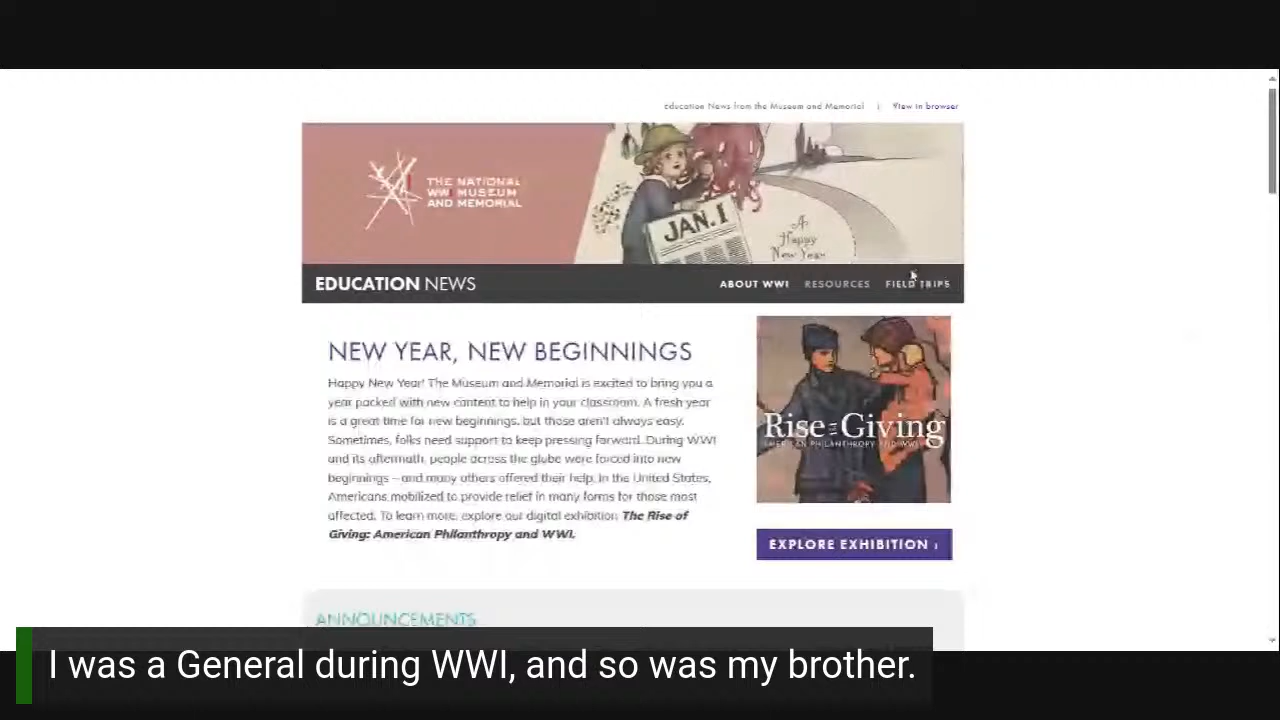 Education News from the Museum and Memorial | View in browser
THE NATIONAL
WWI MUSEUM
AND MEMORIAL
JAN. 1
A
Happy
New Year
EDUCATION NEWS
ABOUT WWI RESOURCES FIELD TRIPS
NEW YEAR, NEW BEGINNINGS
Happy New Year! The Museum and Memorial is excited to bring you a
year packed with new content to help in your classroom. A fresh year
is a great time for new beginnings, but those aren't always easy.
Sometimes, folks need support to keep pressing forward. During WWI
and its aftermath, people across the globe were forced into new
beginnings – and many others offered their help. In the United States,
Americans mobilized to provide relief in many forms for those most
affected. To learn more, explore our digital exhibition The Rise of
Giving: American Philanthropy and WWI.
Rise OF THE Giving
AMERICAN PHILANTHROPY AND WWI
EXPLORE EXHIBITION ›
ANNOUNCEMENTS
I was a General during WWI, and so was my brother.